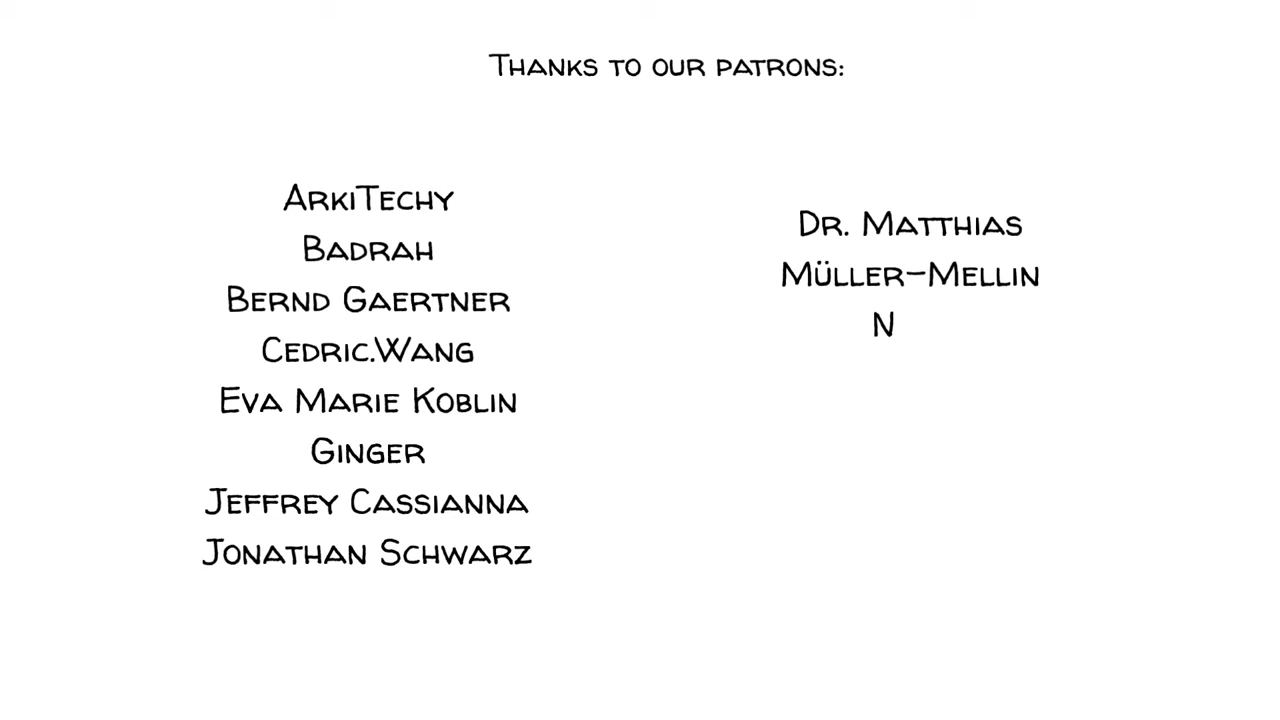 Thanks to our patrons:
ArkiTechy
Badrah
Bernd Gaertner
Cedric.Wang
Eva Marie Koblin
Ginger
Jeffrey Cassianna
Jonathan Schwarz
Dr. Matthias
Müller-Mellin
N